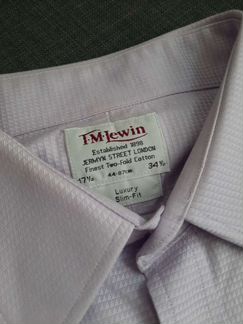 T·M·Lewin
Established 1898
JERMYN STREET LONDON
Finest Two-Fold Cotton
17½ 44-87cm 34½
Luxury
Slim-Fit